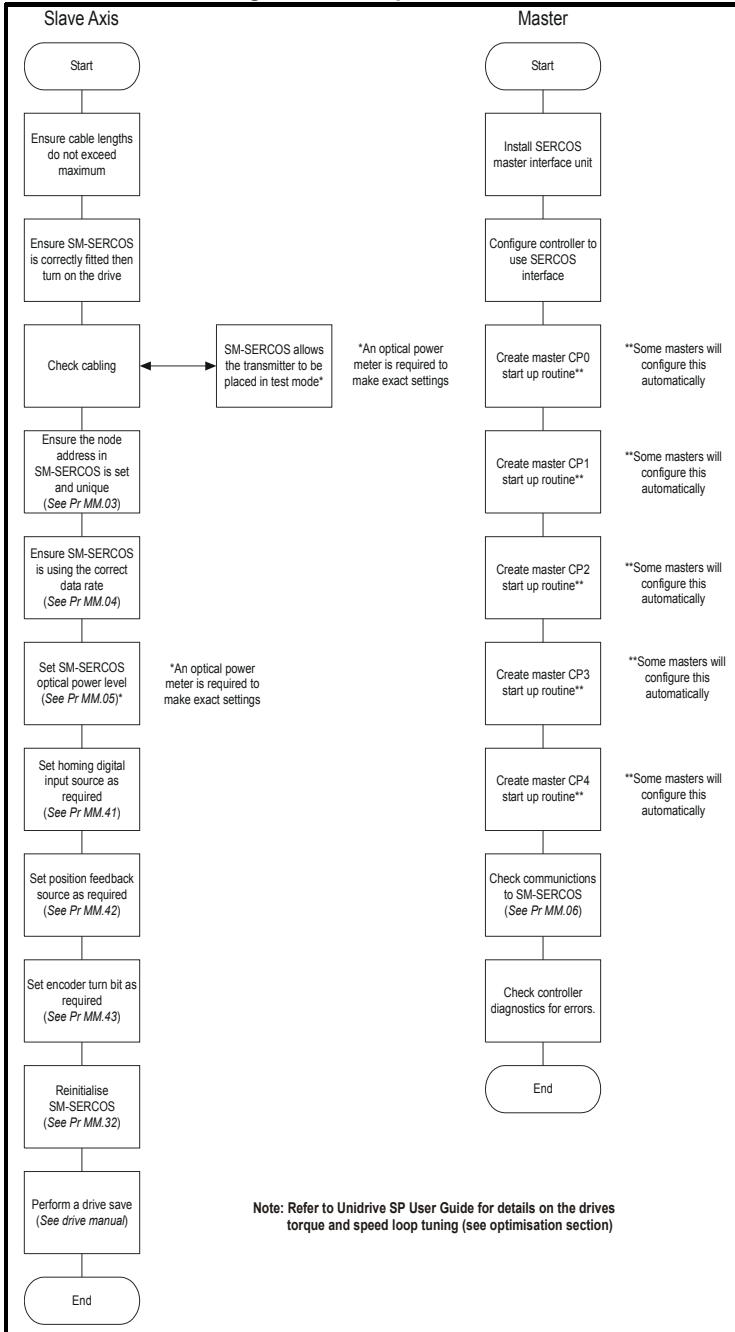 Slave Axis
Start
Ensure cable lengths
do not exceed
maximum
Ensure SM-SERCOS
is correctly fitted then
turn on the drive
Check cabling
SM-SERCOS allows
the transmitter to be
placed in test mode*
*An optical power
meter is required to
make exact settings
Ensure the node
address in
SM-SERCOS is set
and unique
(See Pr MM.03)
Ensure SM-SERCOS
is using the correct
data rate
(See Pr MM.04)
Set SM-SERCOS
optical power level
(See Pr MM.05)*
*An optical power
meter is required to
make exact settings
Set homing digital
input source as
required
(See Pr MM.41)
Set position feedback
source as required
(See Pr MM.42)
Set encoder turn bit as
required
(See Pr MM.43)
Reinitialise
SM-SERCOS
(See Pr MM.32)
Perform a drive save
(See drive manual)
End
Master
Start
Install SERCOS
master interface unit
Configure controller to
use SERCOS
interface
Create master CP0
start up routine**
**Some masters will
configure this
automatically
Create master CP1
start up routine**
**Some masters will
configure this
automatically
Create master CP2
start up routine**
**Some masters will
configure this
automatically
Create master CP3
start up routine**
**Some masters will
configure this
automatically
Create master CP4
start up routine**
**Some masters will
configure this
automatically
Check communictions
to SM-SERCOS
(See Pr MM.06)
Check controller
diagnostics for errors.
End
Note: Refer to Unidrive SP User Guide for details on the drives
torque and speed loop tuning (see optimisation section)